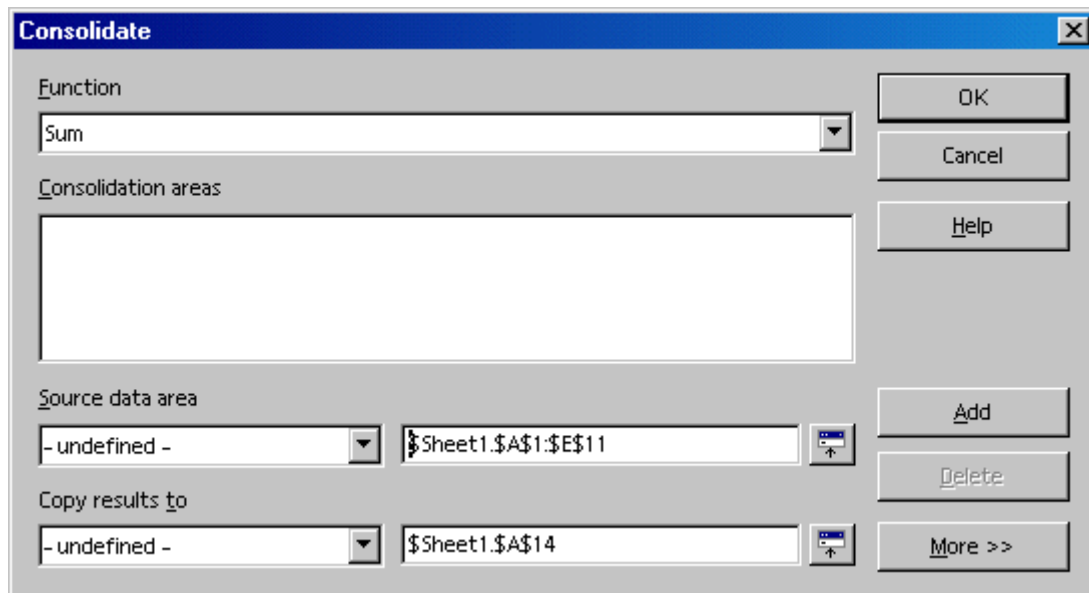 Consolidate
Function
OK
Sum
Cancel
Consolidation areas
Help
Source data area
Add
- undefined -
$Sheet1.$A$1:$E$11
Delete
Copy results to
- undefined -
$Sheet1.$A$14
More >>